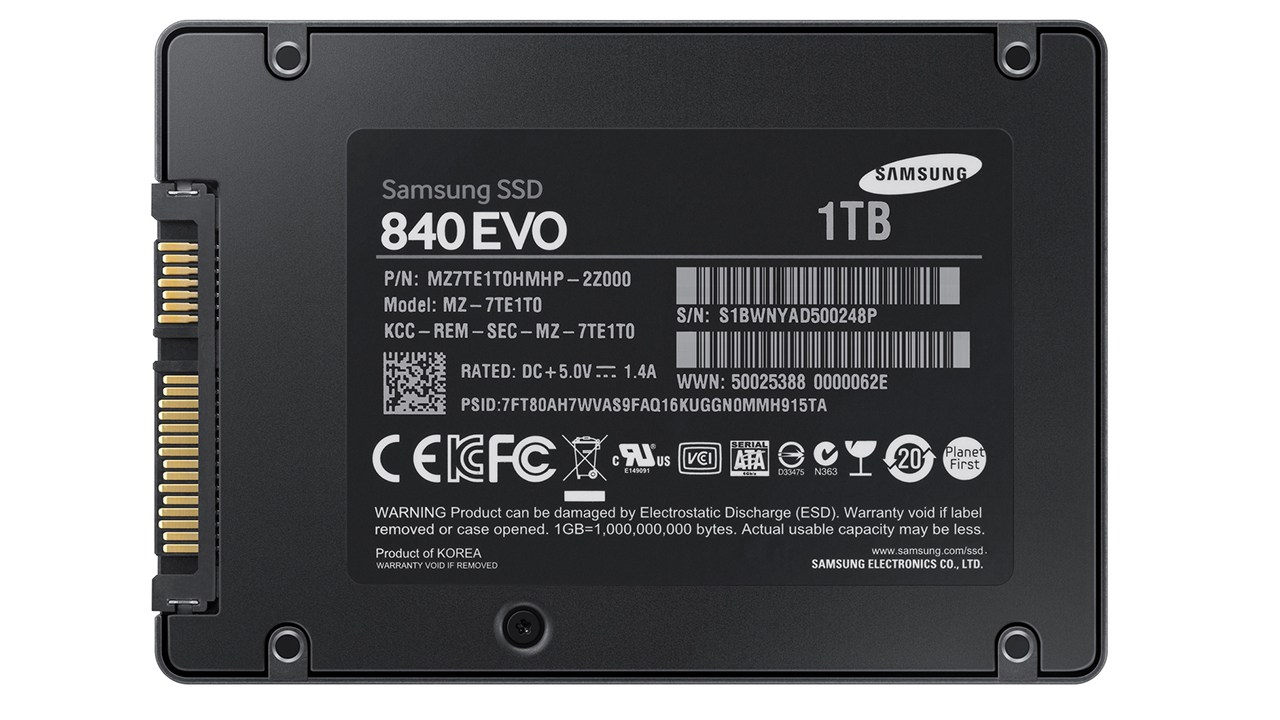 SAMSUNG
Samsung SSD
840 EVO
1TB
P/N: MZ7TE1T0HMHP – 2Z000
Model: MZ – 7TE1T0
KCC – REM – SEC – MZ – 7TE1T0
S/N: S1BWNYAD500248P
RATED: DC + 5.0V ⎓ 1.4A
WWN: 50025388 0000062E
PSID:7FT80AH7WVAS9FAQ16KUGGN0MMH915TA
CE KC FC c UR ® US VCI SERIAL ATA 6Gb/s 20 Planet First
E149091 D33475 N363
WARNING Product can be damaged by Electrostatic Discharge (ESD). Warranty void if label
removed or case opened. 1GB=1,000,000,000 bytes. Actual usable capacity may be less.
Product of KOREA
WARRANTY VOID IF REMOVED
www.samsung.com/ssd.
SAMSUNG ELECTRONICS CO., LTD.